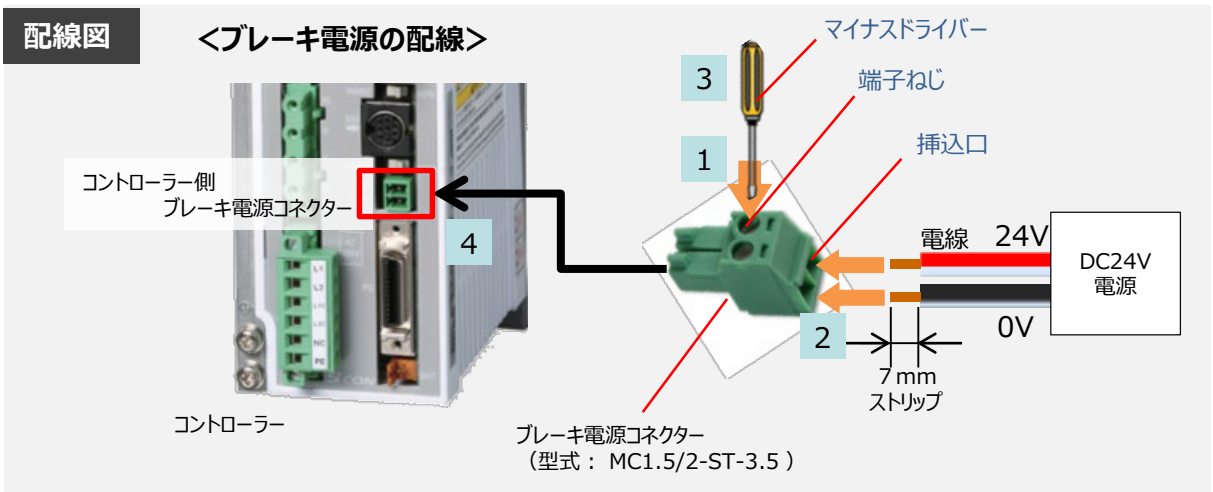 配線図
＜ブレーキ電源の配線＞
マイナスドライバー
3
端子ねじ
1
挿込口
コントローラー側
ブレーキ電源コネクター
4
電線 24V
DC24V
電源
2
0V
7mm
ストリップ
L1
L2
NC
PE
コントローラー
ブレーキ電源コネクター
（型式： MC1.5/2-ST-3.5 ）